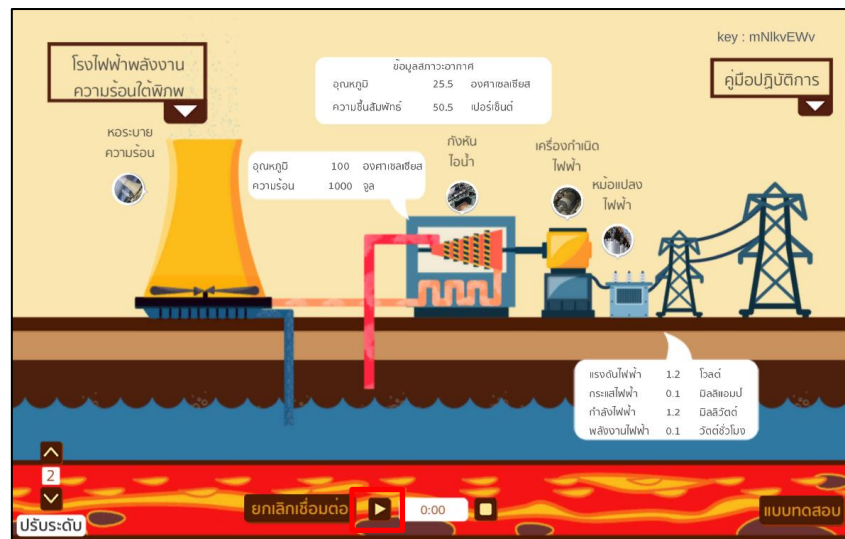 key : mNlkvEWv
โรงไฟฟ้าพลังงาน
ความร้อนใต้พิภพ
ข้อมูลสภาวะอากาศ
อุณหภูมิ 25.5 องศาเซลเซียส
ความชื้นสัมพัทธ์ 50.5 เปอร์เซ็นต์
คู่มือปฏิบัติการ
หอระบาย
ความร้อน
อุณหภูมิ 100 องศาเซลเซียส
ความร้อน 1000 จูล
กังหัน
ไอน้ำ
เครื่องกำเนิด
ไฟฟ้า
หม้อแปลง
ไฟฟ้า
แรงดันไฟฟ้า 1.2 โวลต์
กระแสไฟฟ้า 0.1 มิลลิแอมป์
กำลังไฟฟ้า 1.2 มิลลิวัตต์
พลังงานไฟฟ้า 0.1 วัตต์ชั่วโมง
2
ปรับระดับ
ยกเลิกเชื่อมต่อ
0:00
แบบทดสอบ